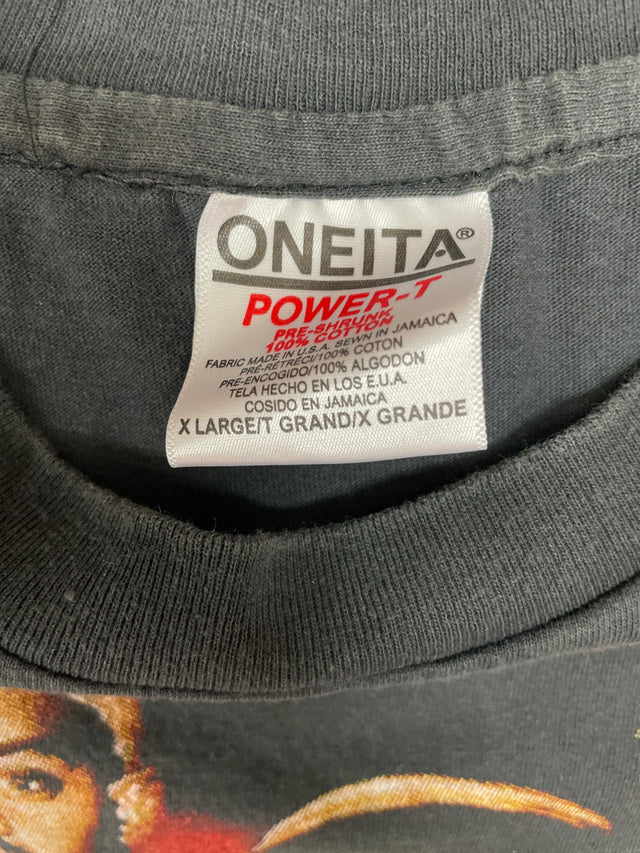 ONEITA®
POWER-T
PRE-SHRUNK
100% COTTON
FABRIC MADE IN U.S.A. SEWN IN JAMAICA
PRE-RETRECI/100% COTON
PRE-ENCOGIDO/100% ALGODON
TELA HECHO EN LOS E.U.A.
COSIDO EN JAMAICA
X LARGE/T GRAND/X GRANDE